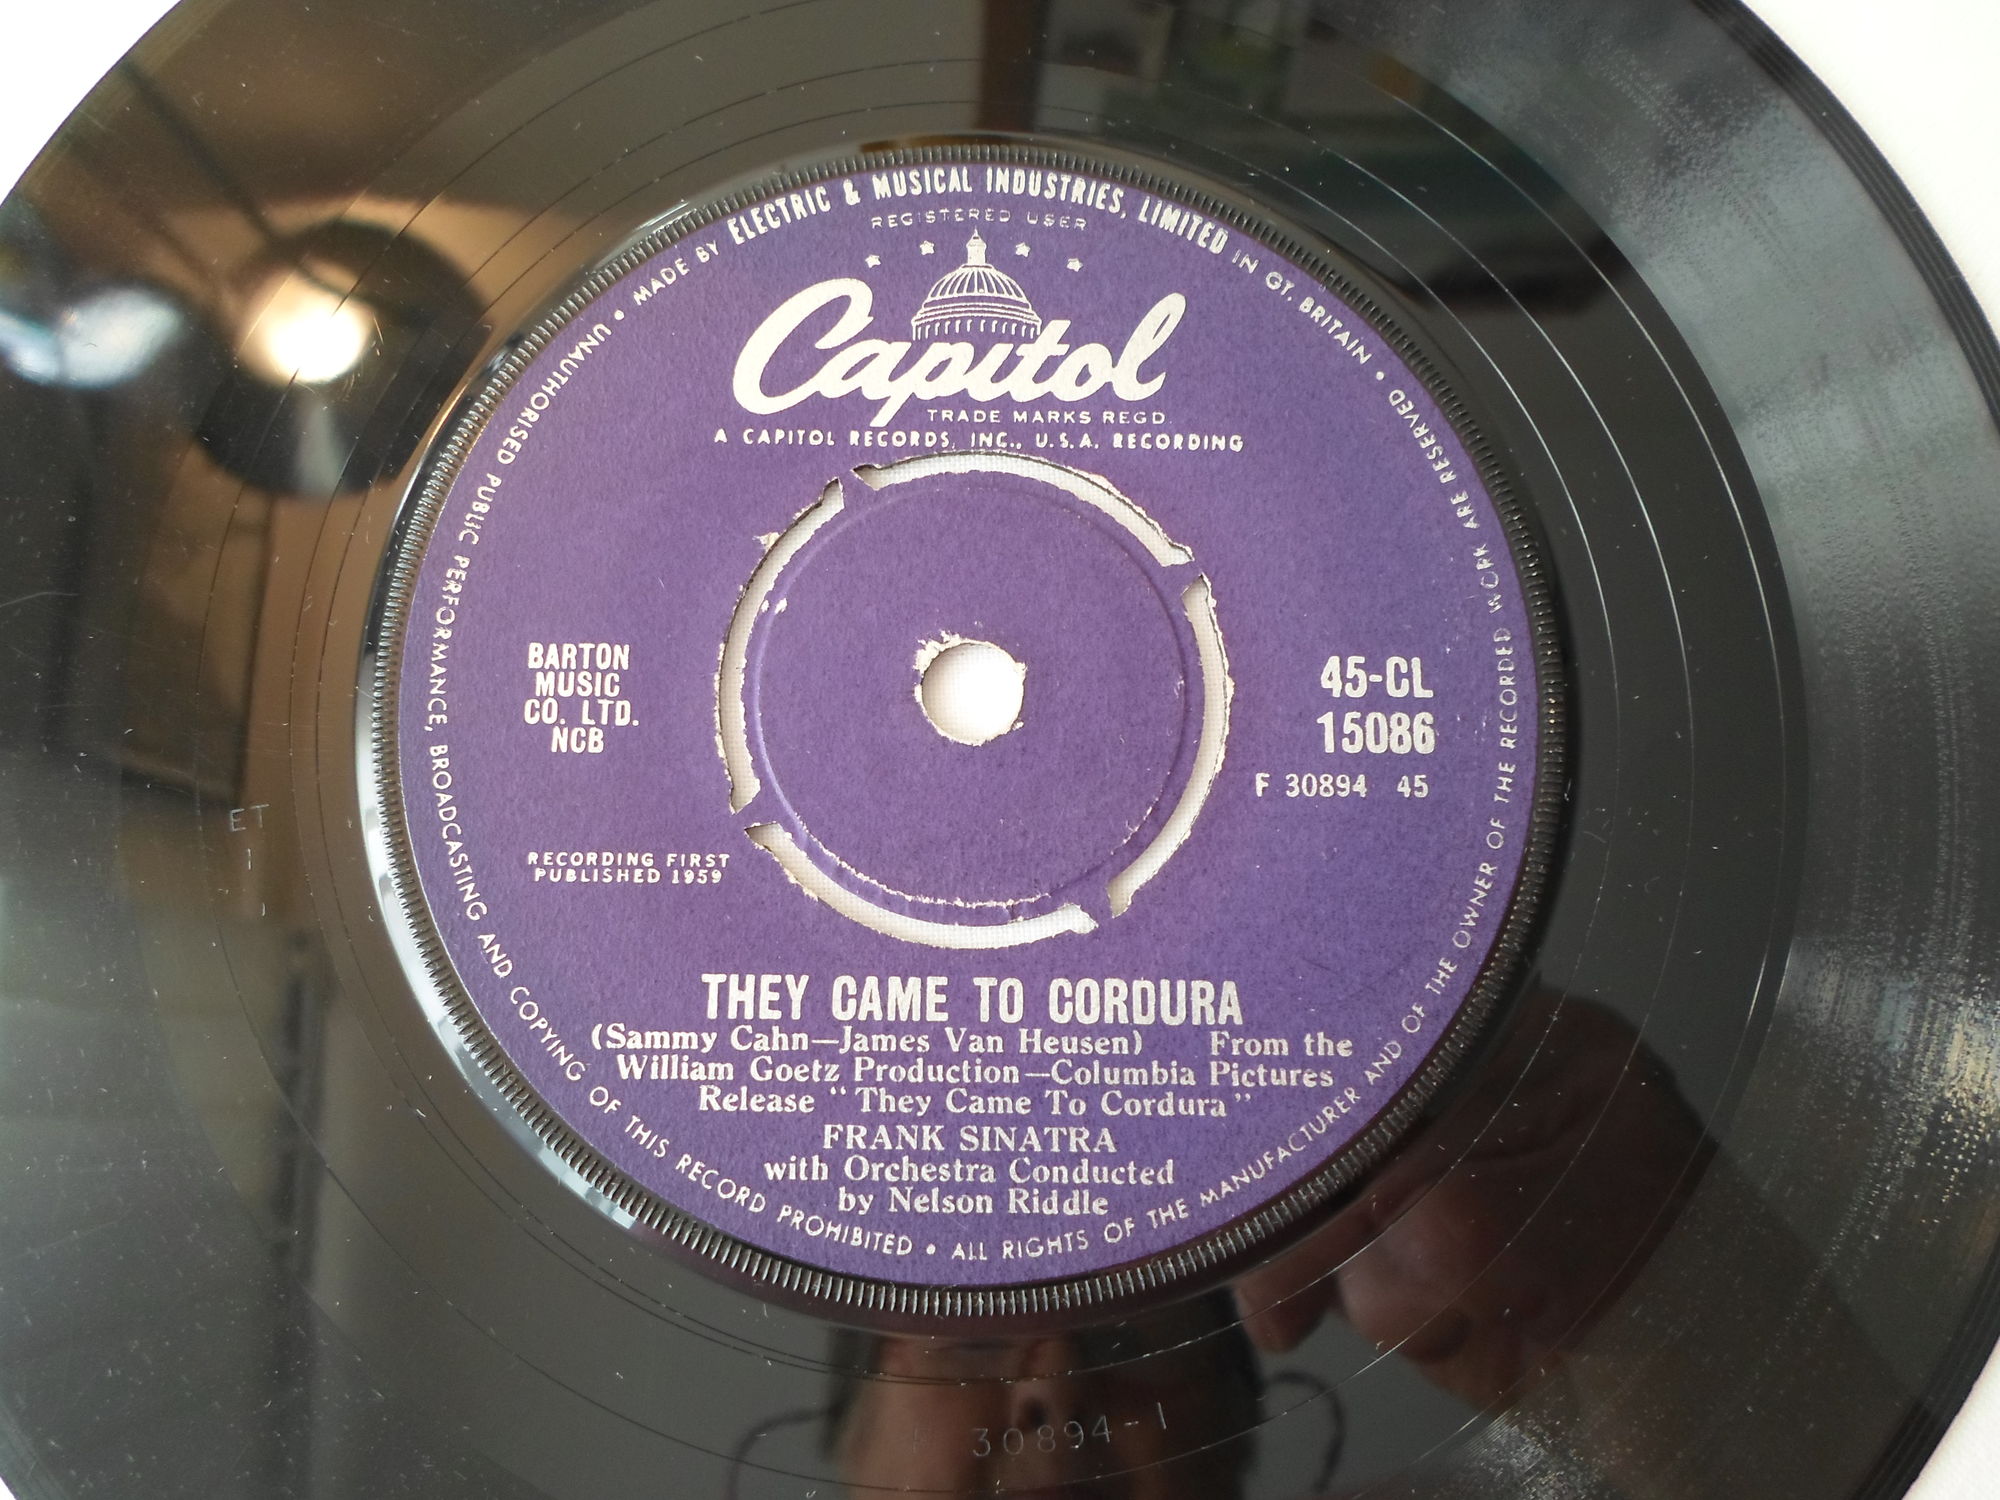 MADE BY ELECTRIC & MUSICAL INDUSTRIES, LIMITED IN GT. BRITAIN •
REGISTERED USER
Capitol
TRADE MARKS REGD.
A CAPITOL RECORDS, INC., U.S.A. RECORDING
BARTON
MUSIC
CO. LTD.
NCB
45-CL
15086
F 30894 45
RECORDING FIRST
PUBLISHED 1959
THEY CAME TO CORDURA
(Sammy Cahn—James Van Heusen) From the
William Goetz Production—Columbia Pictures
Release "They Came To Cordura"
FRANK SINATRA
with Orchestra Conducted
by Nelson Riddle
• UNAUTHORISED PUBLIC PERFORMANCE, BROADCASTING AND COPYING OF THIS RECORD PROHIBITED • ALL RIGHTS OF THE MANUFACTURER AND OF THE OWNER OF THE RECORDED WORK ARE RESERVED
ET
1
F 30894-1